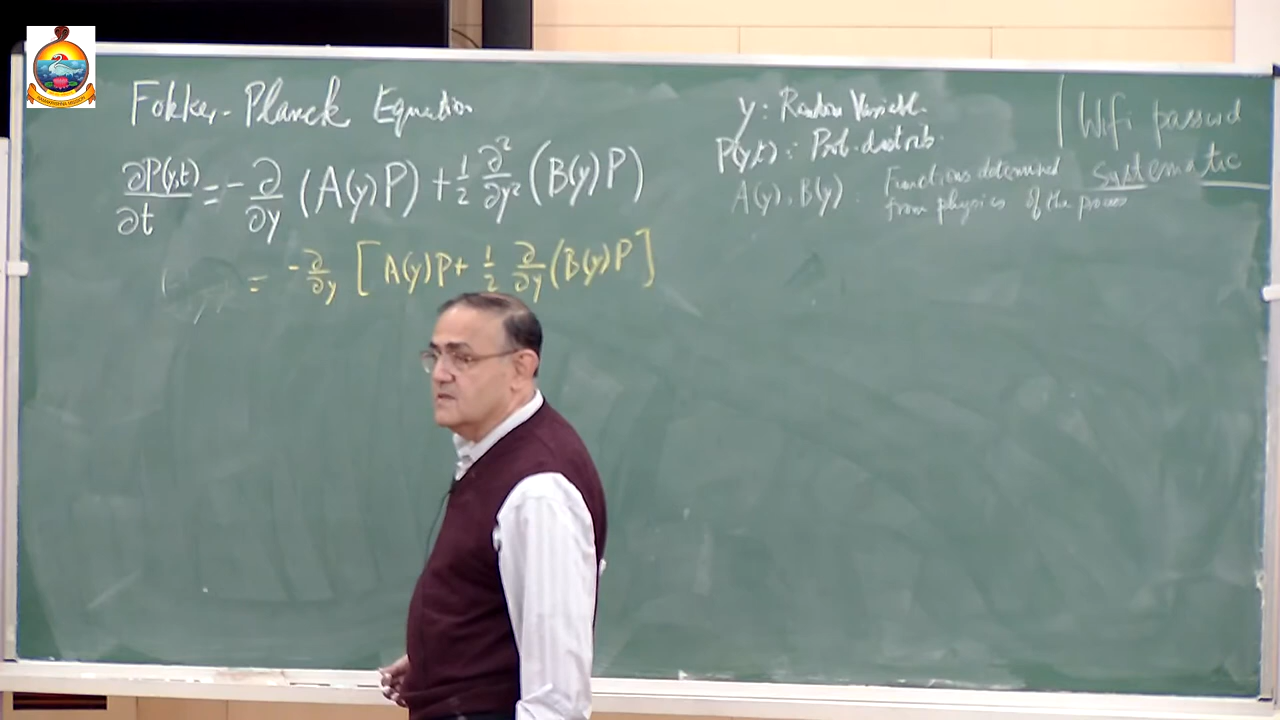 Fokker-Planck Equation
∂P(y,t)/∂t = -∂/∂y (A(y)P) + 1/2 ∂²/∂y² (B(y)P)
= -∂/∂y [A(y)P + 1/2 ∂/∂y (B(y)P]
y: Random Variable.
P(y,t): Prob. distrib.
A(y), B(y). Functions determined
from physics of the process
Wifi passwd
Systematic